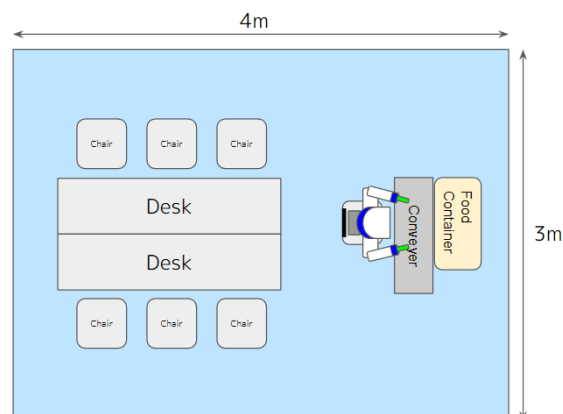 4m
Chair Chair Chair
Desk
Desk
Chair Chair Chair
Conveyer
Food
Container
3m